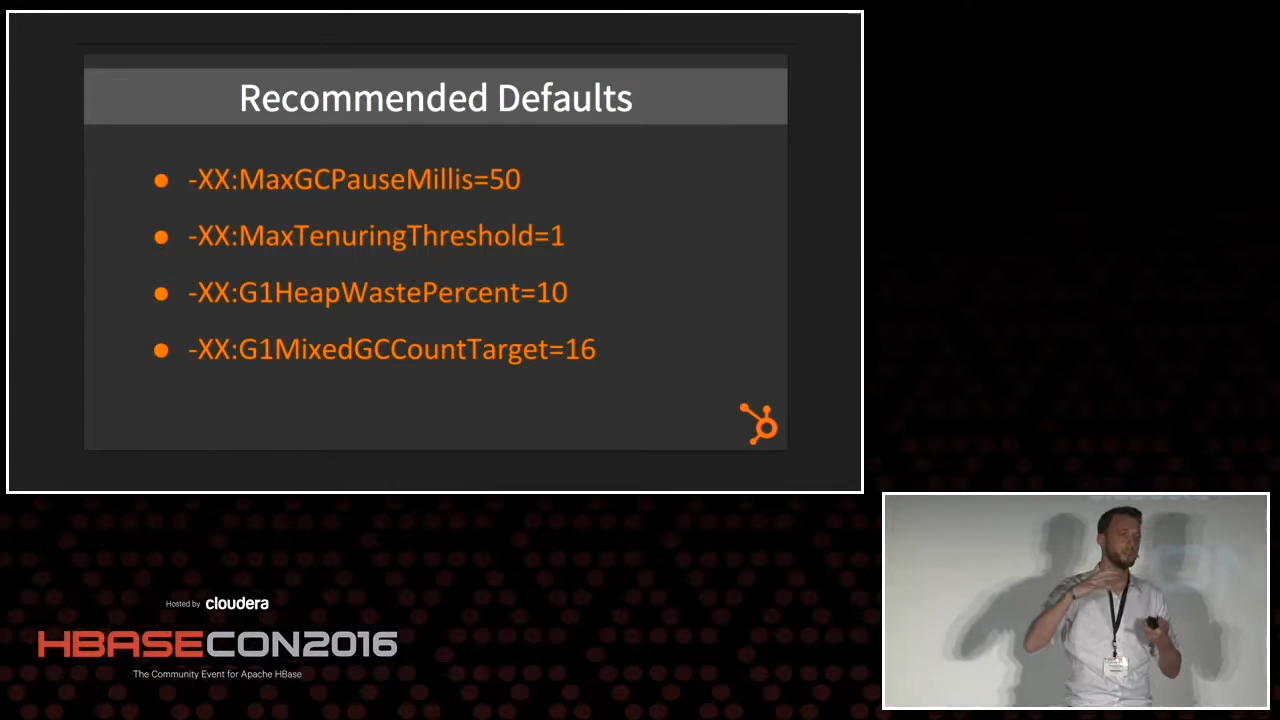 Recommended Defaults
● -XX:MaxGCPauseMillis=50
● -XX:MaxTenuringThreshold=1
● -XX:G1HeapWastePercent=10
● -XX:G1MixedGCCountTarget=16
Hosted by cloudera
HBASECON2016
The Community Event for Apache HBase